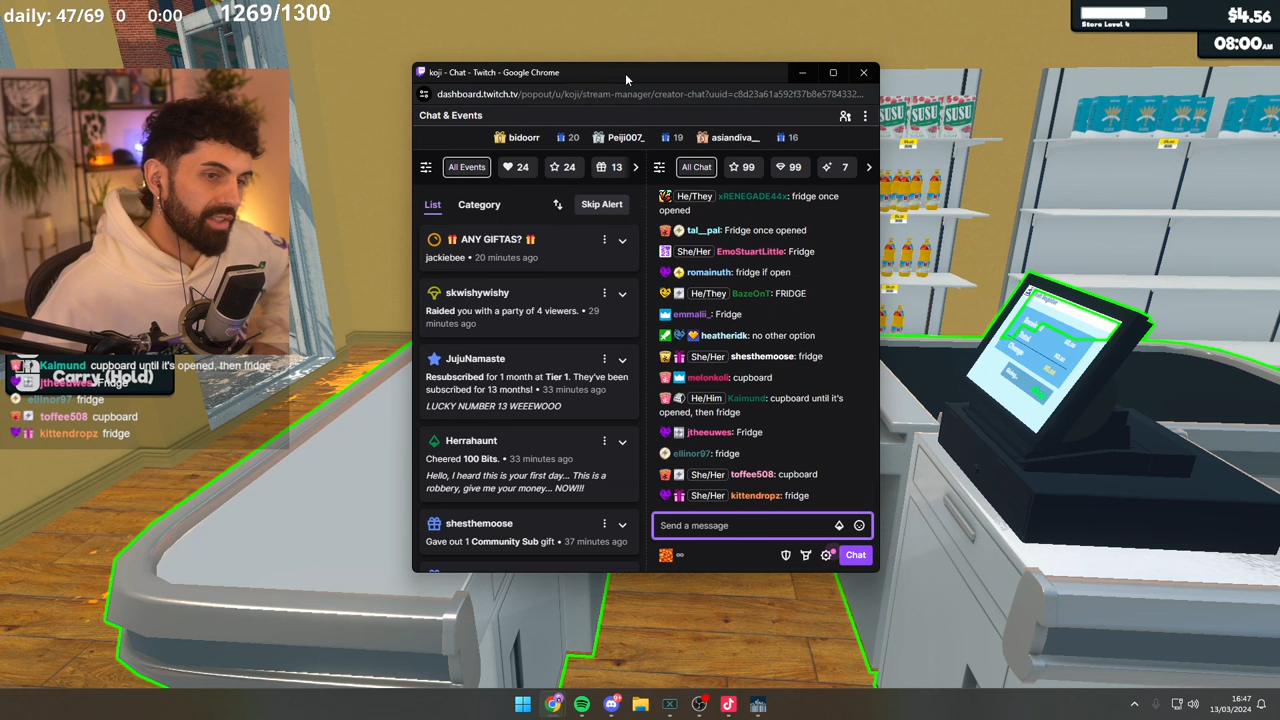 daily: 47/69 0 0:00 1269/1300
$4.56
Store Level 4
08:00AM
koji - Chat - Twitch - Google Chrome
dashboard.twitch.tv/popout/u/koji/stream-manager/creator-chat?uuid=c8d23a61a592f37b8e5784332...
Chat & Events
bidoorr 20 Peiji007_ 19 asiandiva__ 16
All Events 24 24 13
All Chat 99 99 7
List Category Skip Alert
ANY GIFTAS?
jackiebee • 20 minutes ago
skwishywishy
Raided you with a party of 4 viewers. • 29
minutes ago
JujuNamaste
Resubscribed for 1 month at Tier 1. They've been
subscribed for 13 months! • 33 minutes ago
LUCKY NUMBER 13 WEEEWOOO
Herrahaunt
Cheered 100 Bits. • 33 minutes ago
Hello, I heard this is your first day... This is a
robbery, give me your money... NOW!!!
shesthemoose
Gave out 1 Community Sub gift • 37 minutes ago
He/They xRENEGADE44x: fridge once
opened
tal__pal: Fridge once opened
She/Her EmoStuartLittle: Fridge
romainuth: fridge if open
He/They BazeOnT: FRIDGE
emmalii_: Fridge
heatheridk: no other option
She/Her shesthemoose: fridge
melonkoli: cupboard
He/Him Kaimund: cupboard until it's
opened, then fridge
jtheeuwes: Fridge
ellinor97: fridge
She/Her toffee508: cupboard
She/Her kittendropz: fridge
Send a message
Chat
Kaimund cupboard until it's opened, then fridge
Carry (Hold)
jtheeuwes Fridge
ellinor97 fridge
toffee508 cupboard
kittendropz fridge
SUSU SUSU SUSU
16:47
13/03/2024